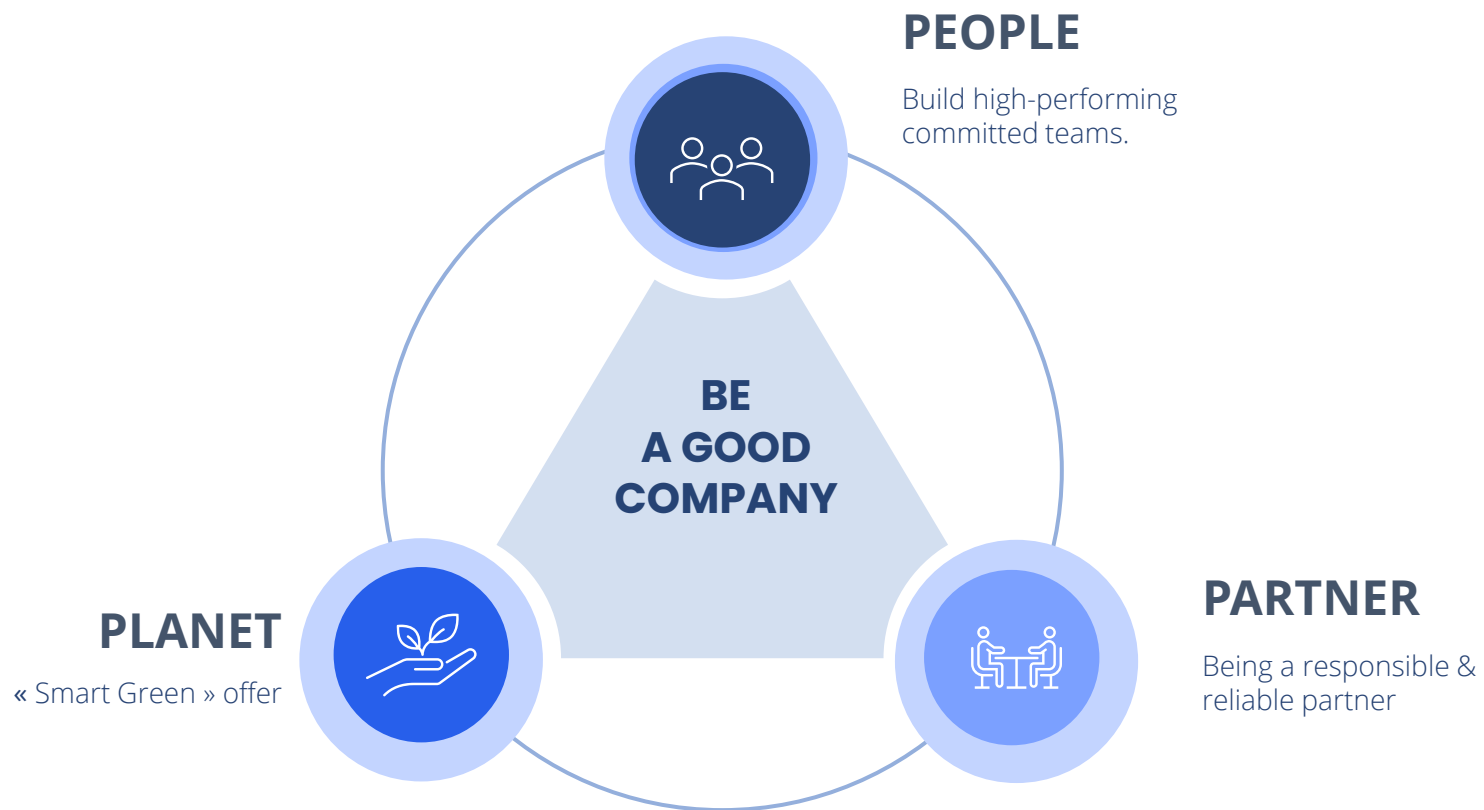 PEOPLE
Build high-performing
committed teams.
BE
A GOOD
COMPANY
PLANET
« Smart Green » offer
PARTNER
Being a responsible &
reliable partner